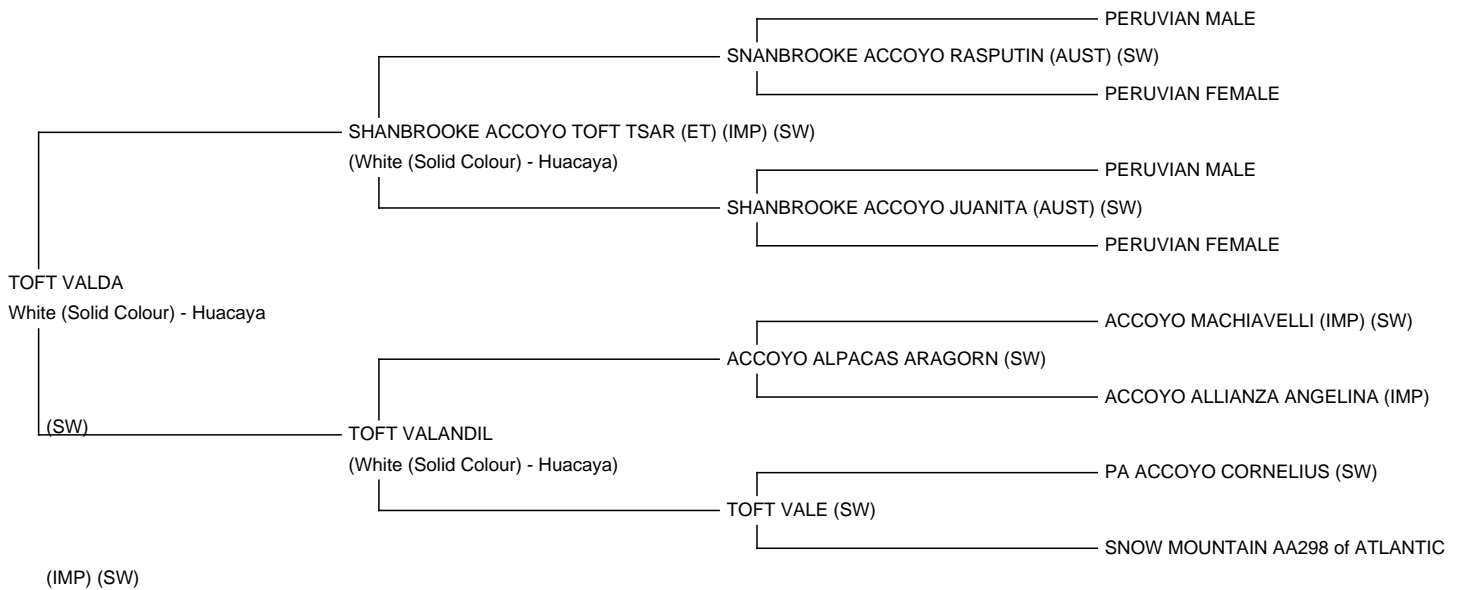 PERUVIAN MALE
SNANBROOKE ACCOYO RASPUTIN (AUST) (SW)
PERUVIAN FEMALE
SHANBROOKE ACCOYO TOFT TSAR (ET) (IMP) (SW)
(White (Solid Colour) - Huacaya)
PERUVIAN MALE
SHANBROOKE ACCOYO JUANITA (AUST) (SW)
PERUVIAN FEMALE
TOFT VALDA
White (Solid Colour) - Huacaya
ACCOYO MACHIAVELLI (IMP) (SW)
ACCOYO ALPACAS ARAGORN (SW)
ACCOYO ALLIANZA ANGELINA (IMP)
(SW)
TOFT VALANDIL
(White (Solid Colour) - Huacaya)
PA ACCOYO CORNELIUS (SW)
TOFT VALE (SW)
SNOW MOUNTAIN AA298 of ATLANTIC
(IMP) (SW)